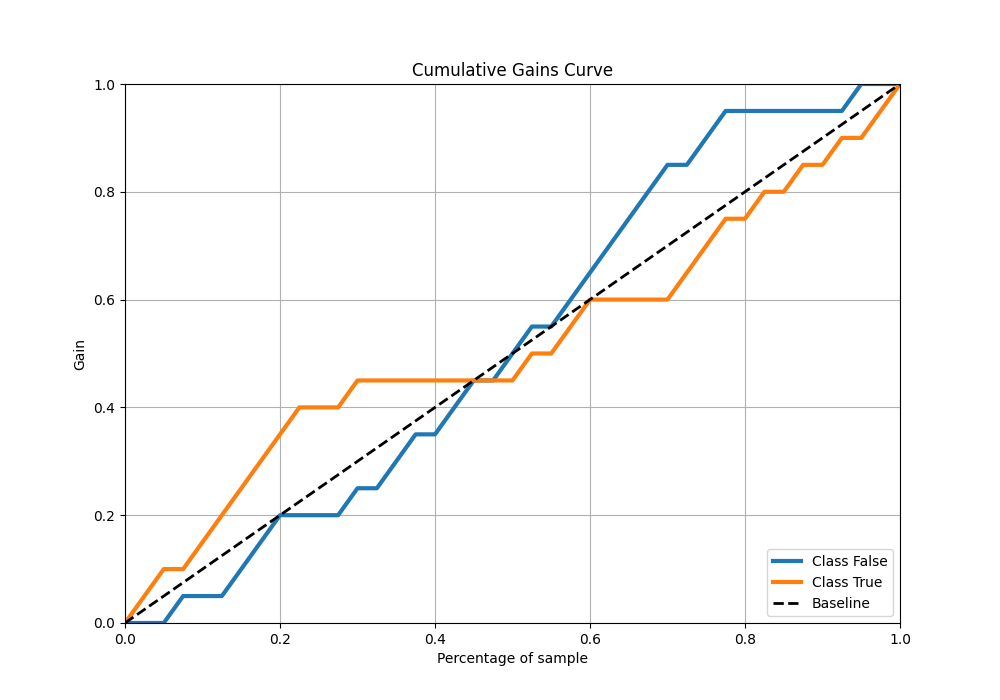 Cumulative Gains Curve
1.0
0.8
0.6
0.4
0.2
0.0
Gain
0.0 0.2 0.4 0.6 0.8 1.0
Percentage of sample
Class False
Class True
Baseline